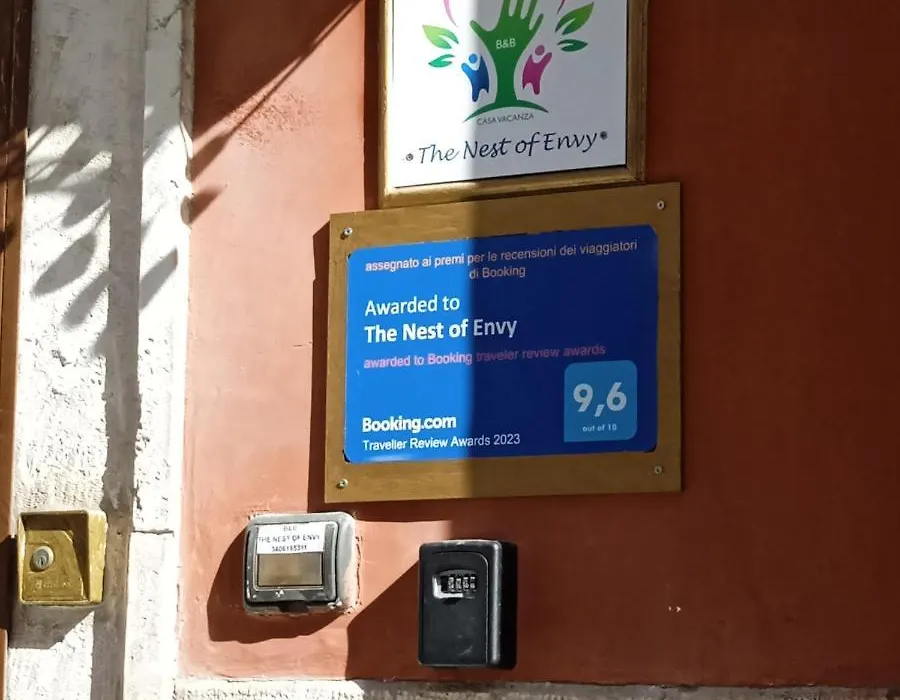 B&B
CASA VACANZA
The Nest of Envy
assegnato ai premi per le recensioni dei viaggiatori
di Booking
Awarded to
The Nest of Envy
awarded to Booking traveler review awards
9,6
out of 10
Booking.com
Traveller Review Awards 2023
B&B
THE NEST OF ENVY